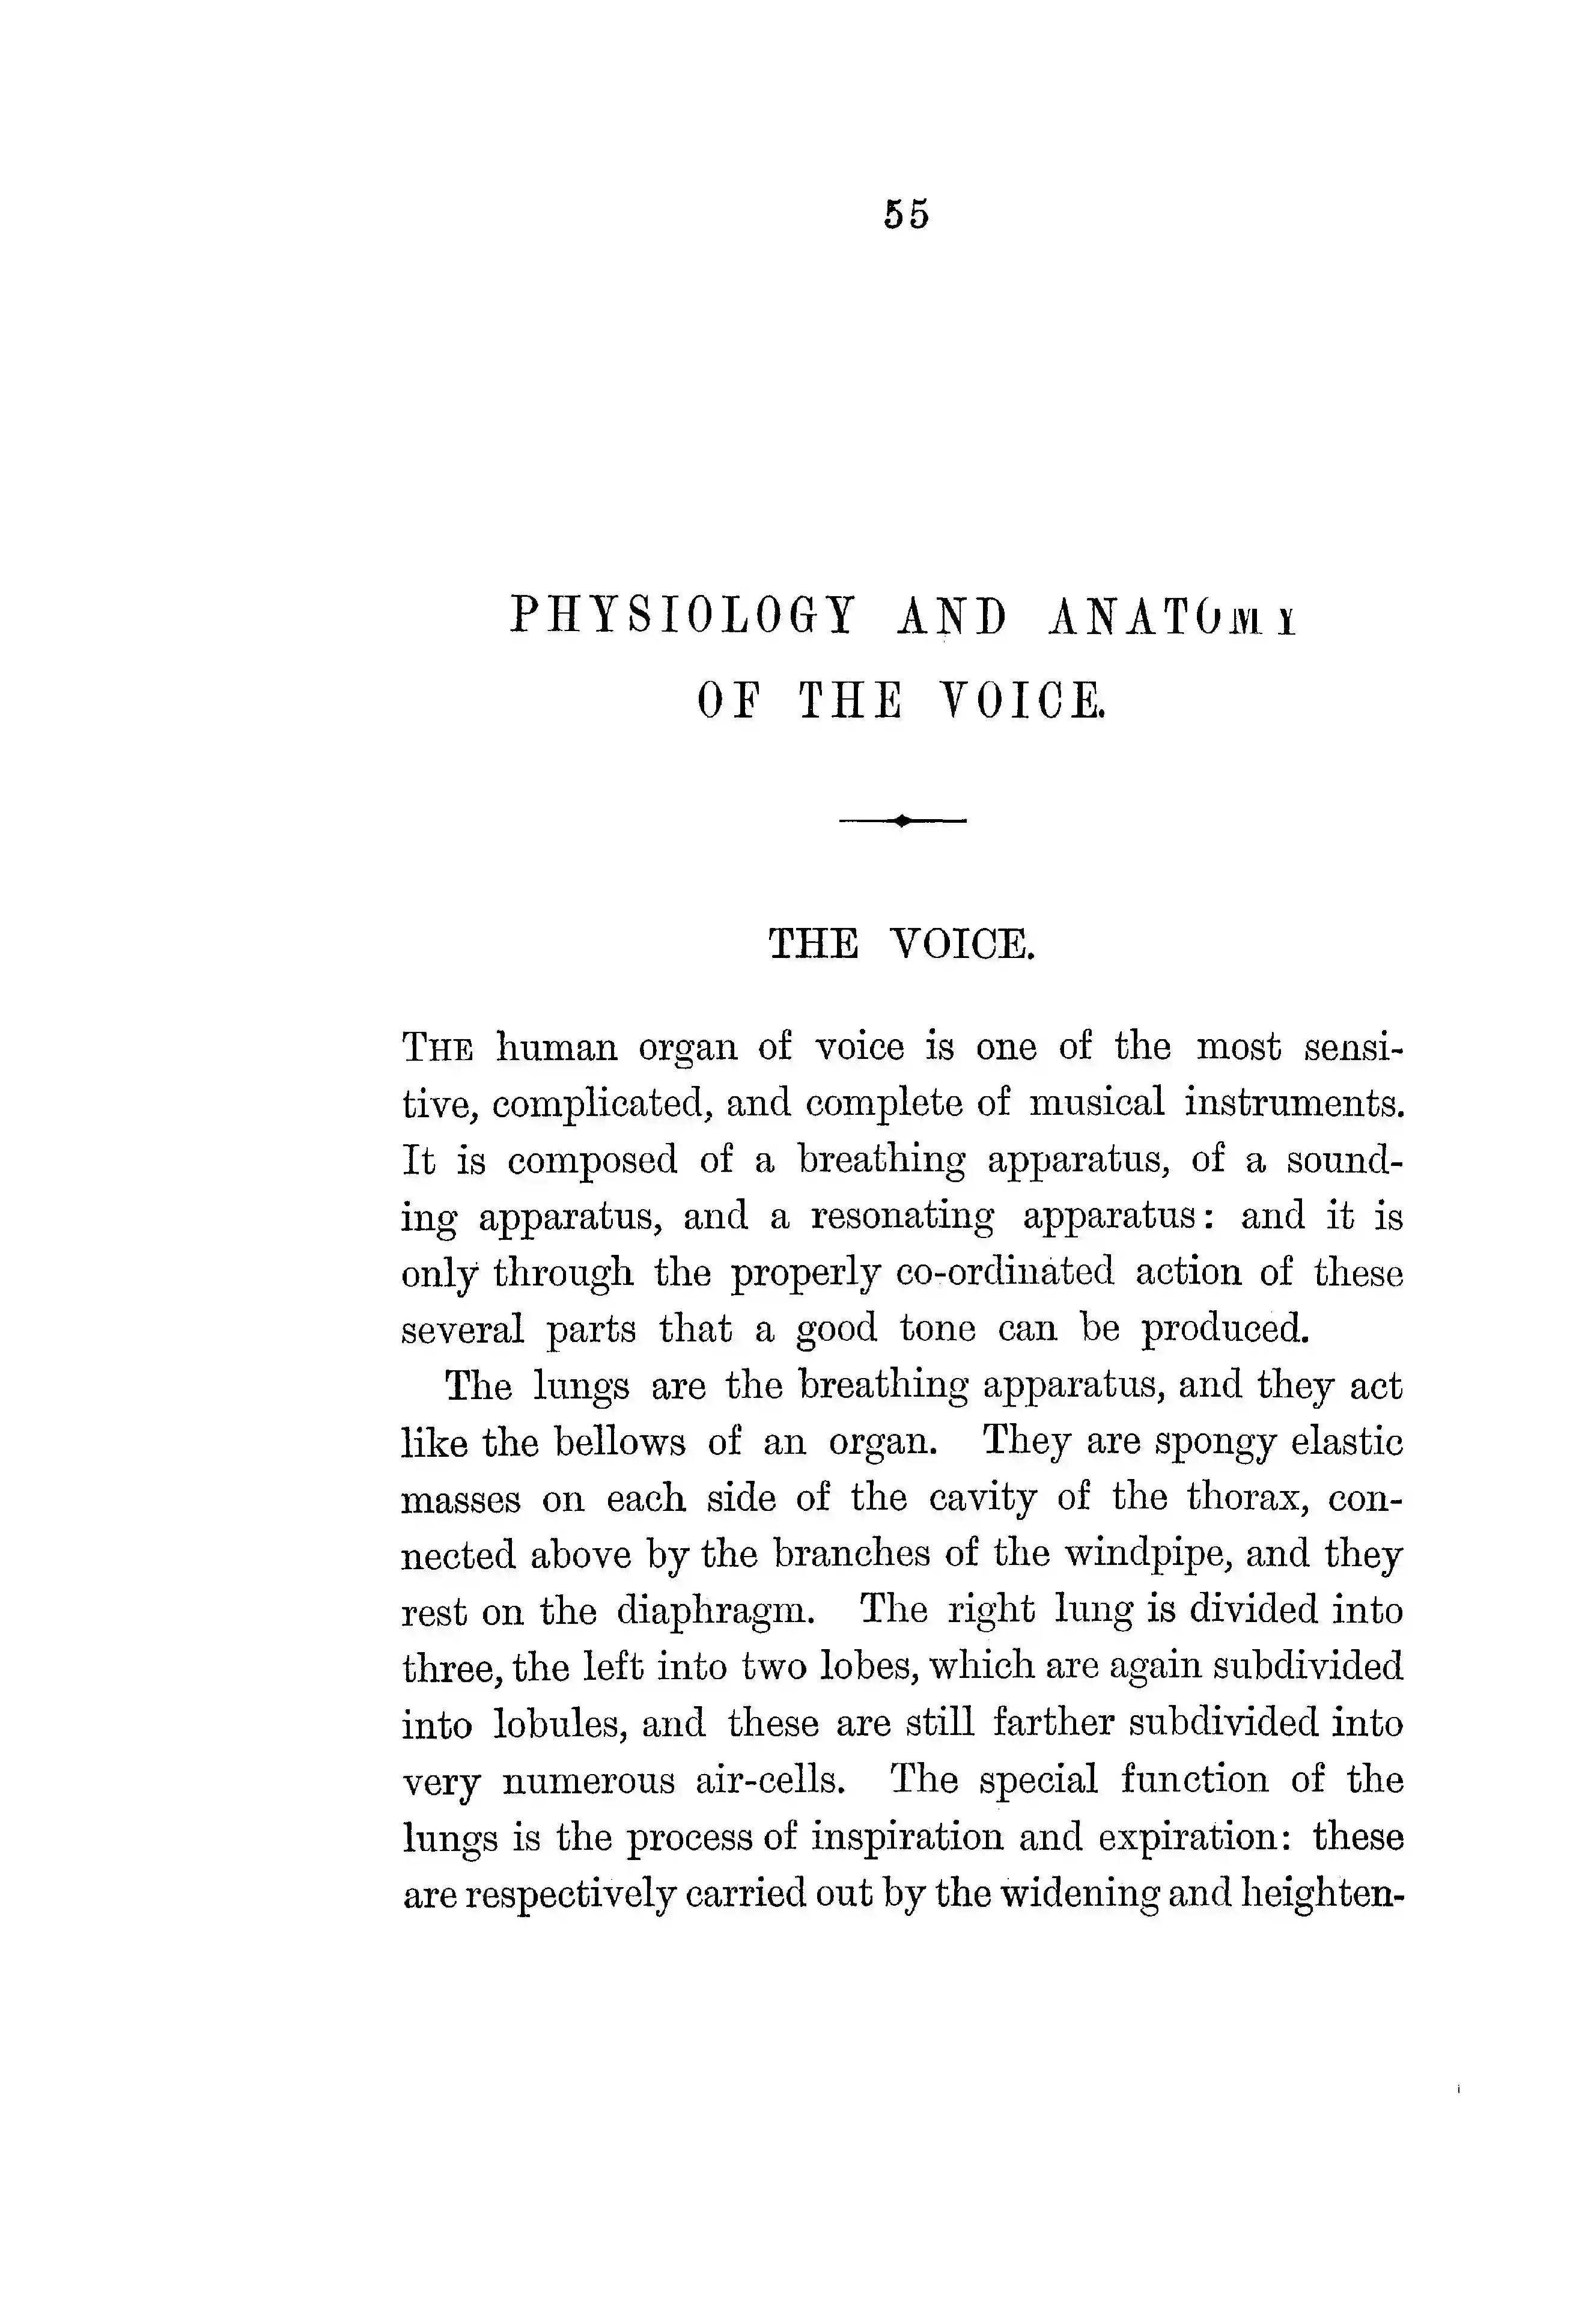 55
PHYSIOLOGY AND ANATOMY
OF THE VOICE.
THE VOICE.
THE human organ of voice is one of the most sensi-
tive, complicated, and complete of musical instruments.
It is composed of a breathing apparatus, of a sound-
ing apparatus, and a resonating apparatus: and it is
only through the properly co-ordinated action of these
several parts that a good tone can be produced.
The lungs are the breathing apparatus, and they act
like the bellows of an organ. They are spongy elastic
masses on each side of the cavity of the thorax, con-
nected above by the branches of the windpipe, and they
rest on the diaphragm. The right lung is divided into
three, the left into two lobes, which are again subdivided
into lobules, and these are still farther subdivided into
very numerous air-cells. The special function of the
lungs is the process of inspiration and expiration: these
are respectively carried out by the widening and heighten-